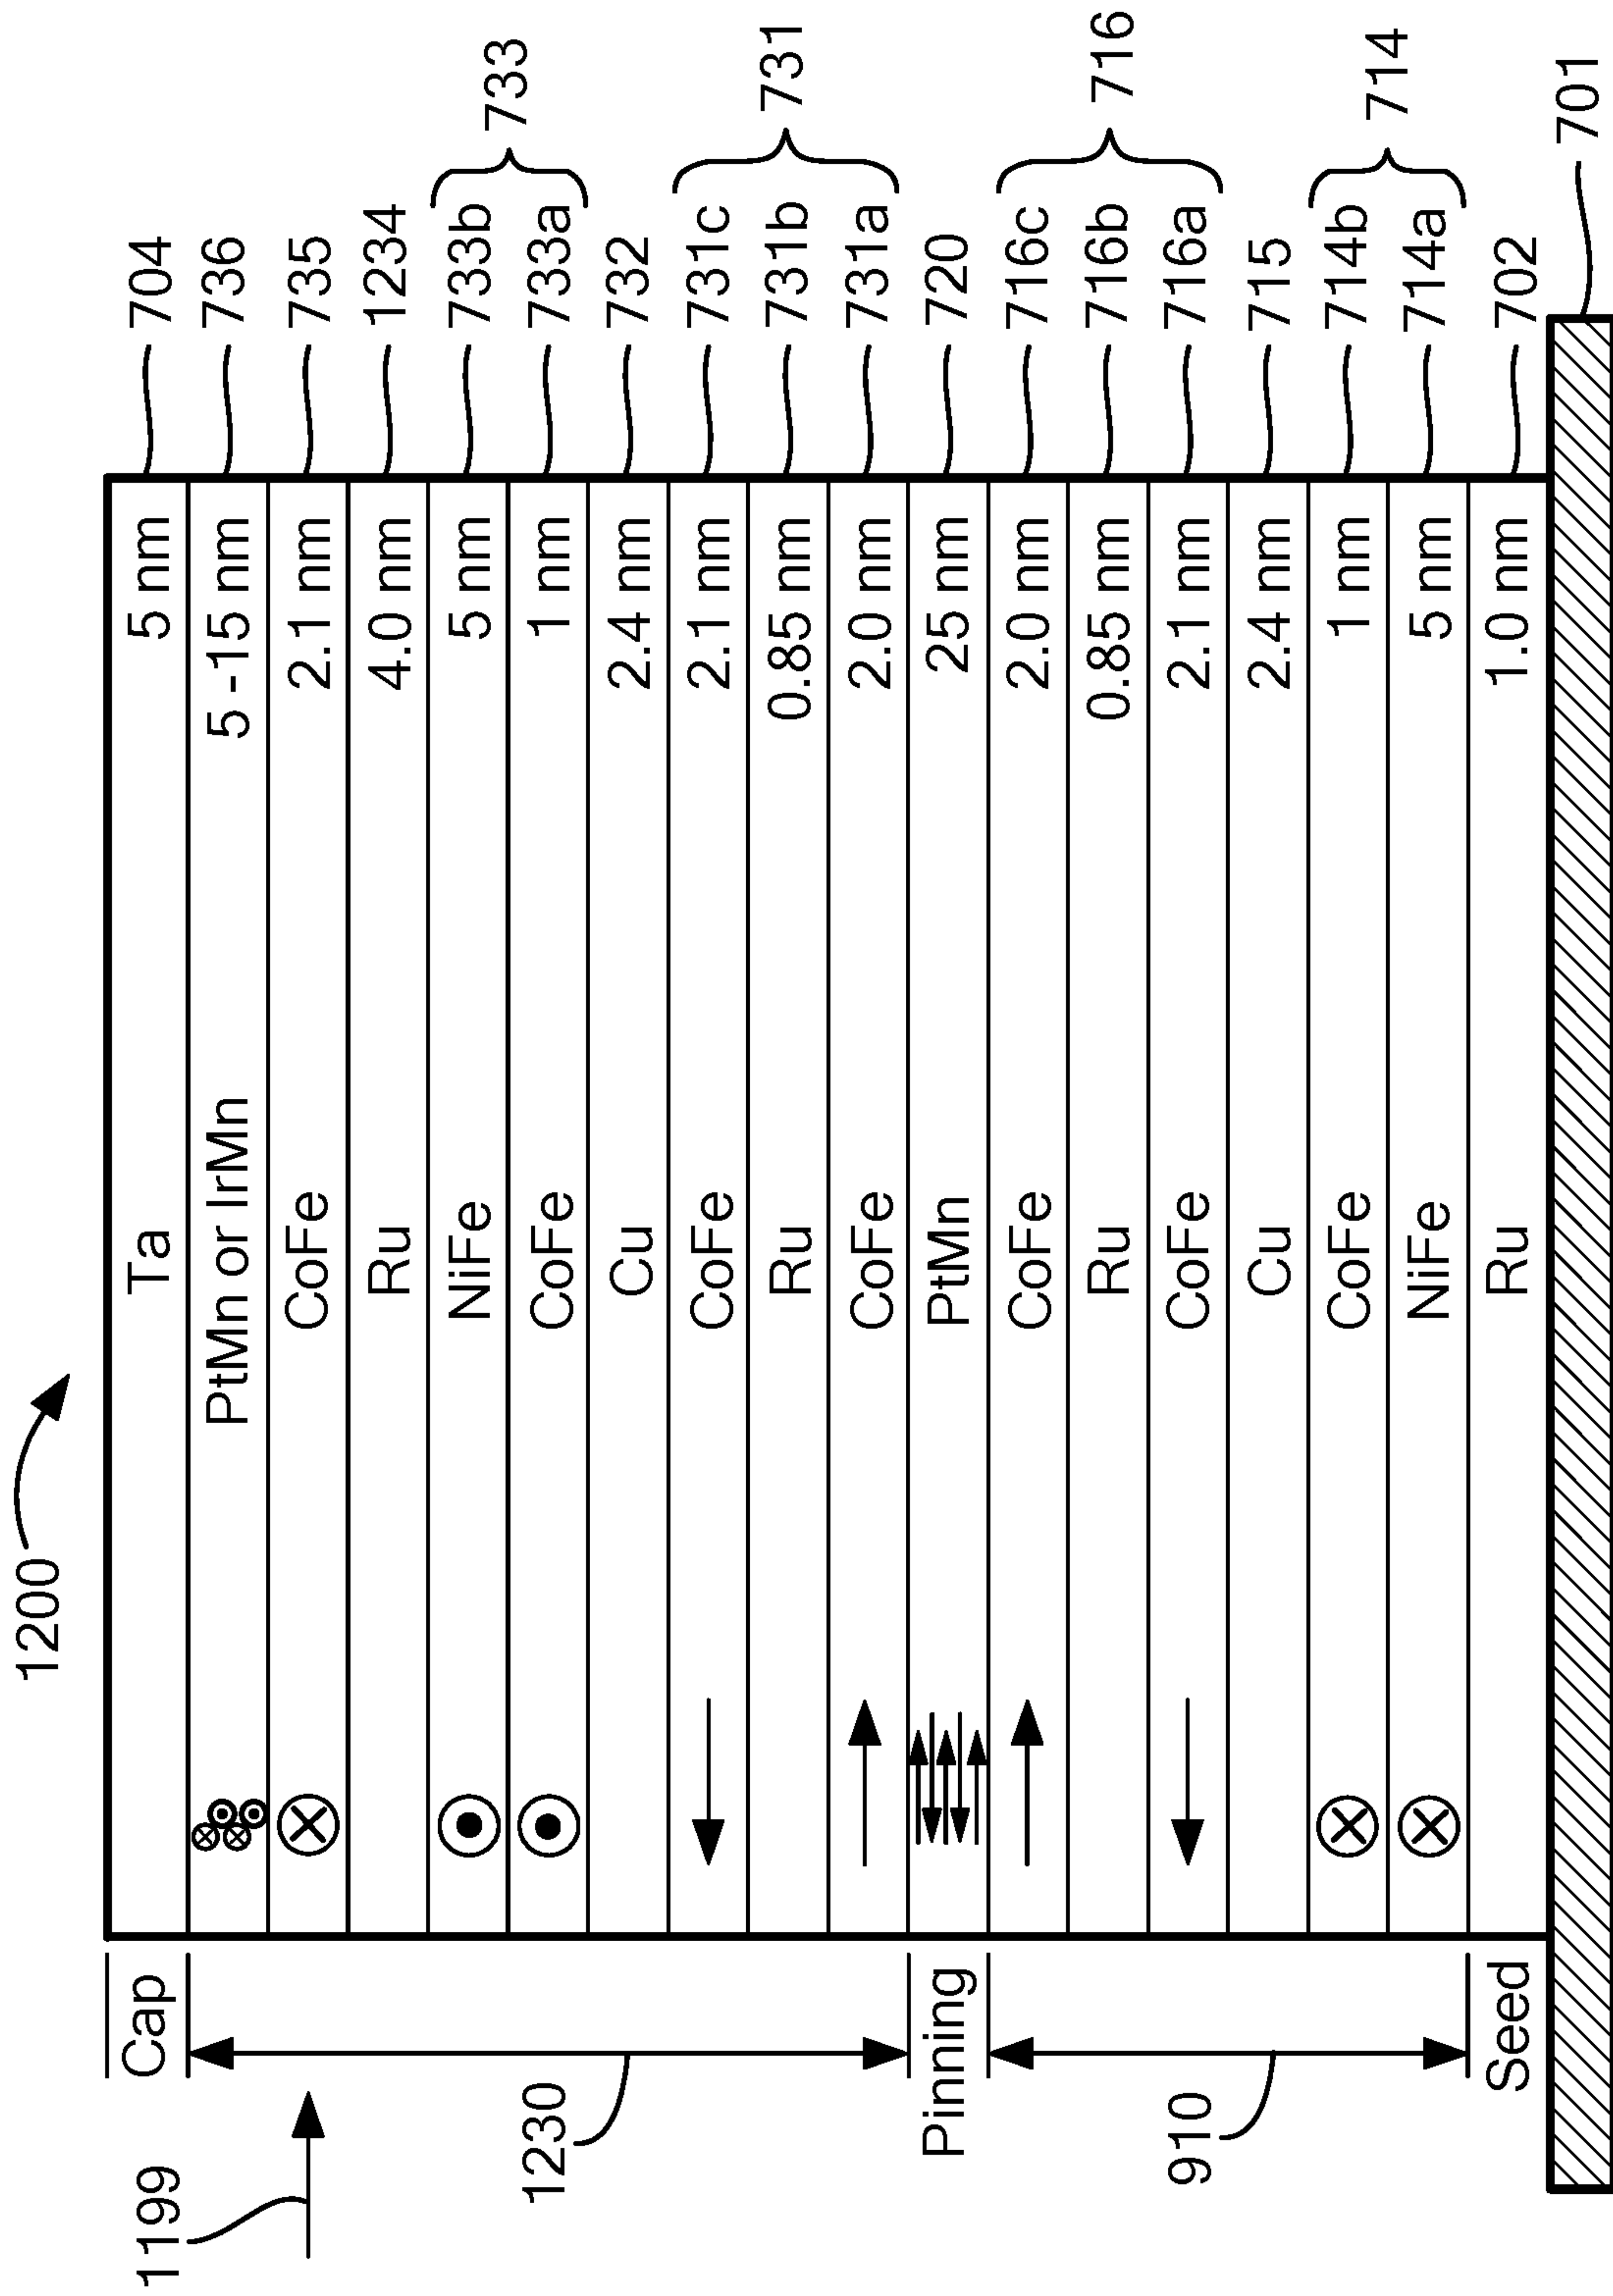 1200
Cap Ta 5 nm 704
PtMn or IrMn 5 -15 nm 736
1199 CoFe 2.1 nm 735
Ru 4.0 nm 1234
NiFe 5 nm 733b
733
CoFe 1 nm 733a
1230 Cu 2.4 nm 732
CoFe 2.1 nm 731c
Ru 0.85 nm 731b 731
CoFe 2.0 nm 731a
Pinning PtMn 25 nm 720
CoFe 2.0 nm 716c
Ru 0.85 nm 716b 716
910 CoFe 2.1 nm 716a
Cu 2.4 nm 715
CoFe 1 nm 714b
714
NiFe 5 nm 714a
Seed Ru 1.0 nm 702
701